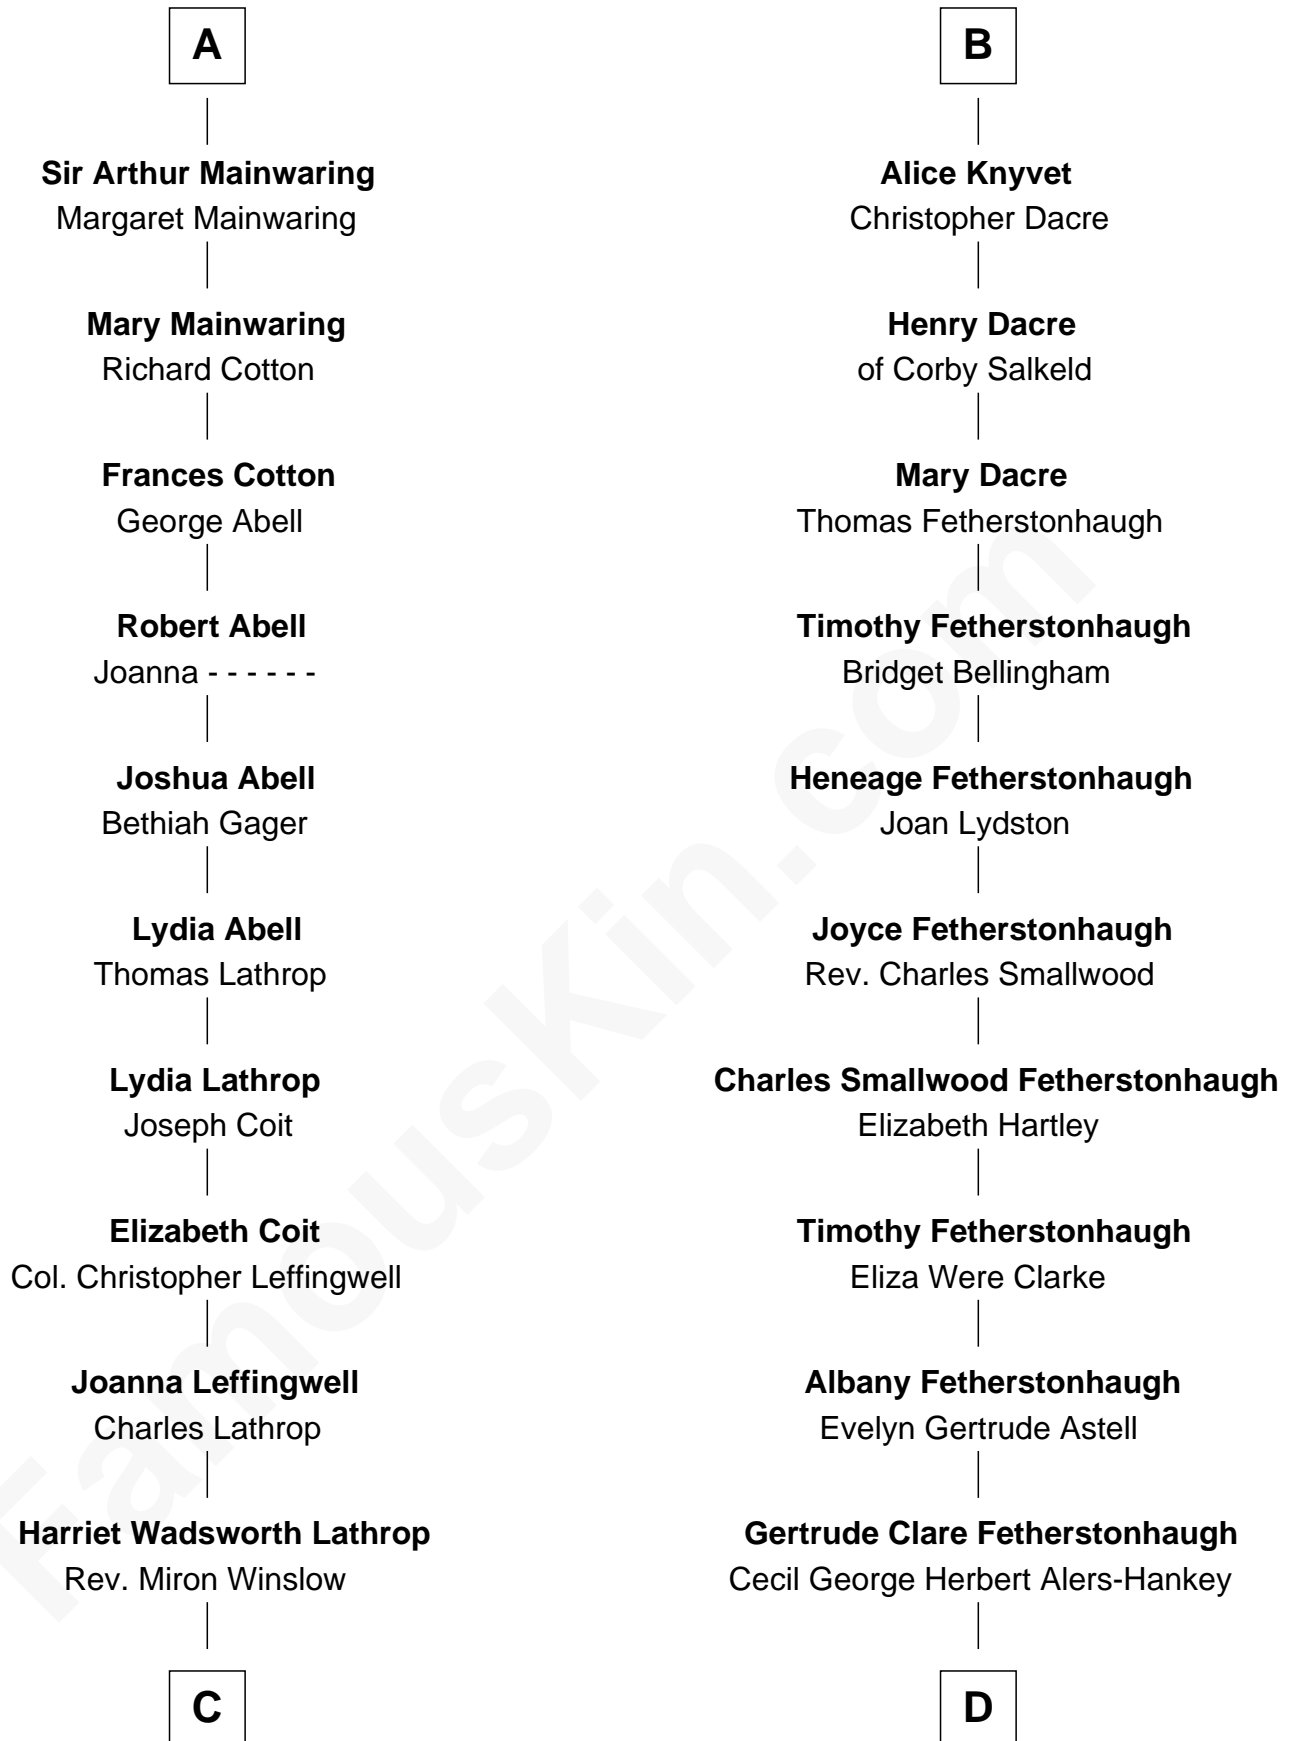 A
Sir Arthur Mainwaring
Margaret Mainwaring
Mary Mainwaring
Richard Cotton
Frances Cotton
George Abell
Robert Abell
Joanna - - - - - -
Joshua Abell
Bethiah Gager
Lydia Abell
Thomas Lathrop
Lydia Lathrop
Joseph Coit
Elizabeth Coit
Col. Christopher Leffingwell
Joanna Leffingwell
Charles Lathrop
Harriet Wadsworth Lathrop
Rev. Miron Winslow
C
B
Alice Knyvet
Christopher Dacre
Henry Dacre
of Corby Salkeld
Mary Dacre
Thomas Fetherstonhaugh
Timothy Fetherstonhaugh
Bridget Bellingham
Heneage Fetherstonhaugh
Joan Lydston
Joyce Fetherstonhaugh
Rev. Charles Smallwood
Charles Smallwood Fetherstonhaugh
Elizabeth Hartley
Timothy Fetherstonhaugh
Eliza Were Clarke
Albany Fetherstonhaugh
Evelyn Gertrude Astell
Gertrude Clare Fetherstonhaugh
Cecil George Herbert Alers-Hankey
D
FamousKin.com